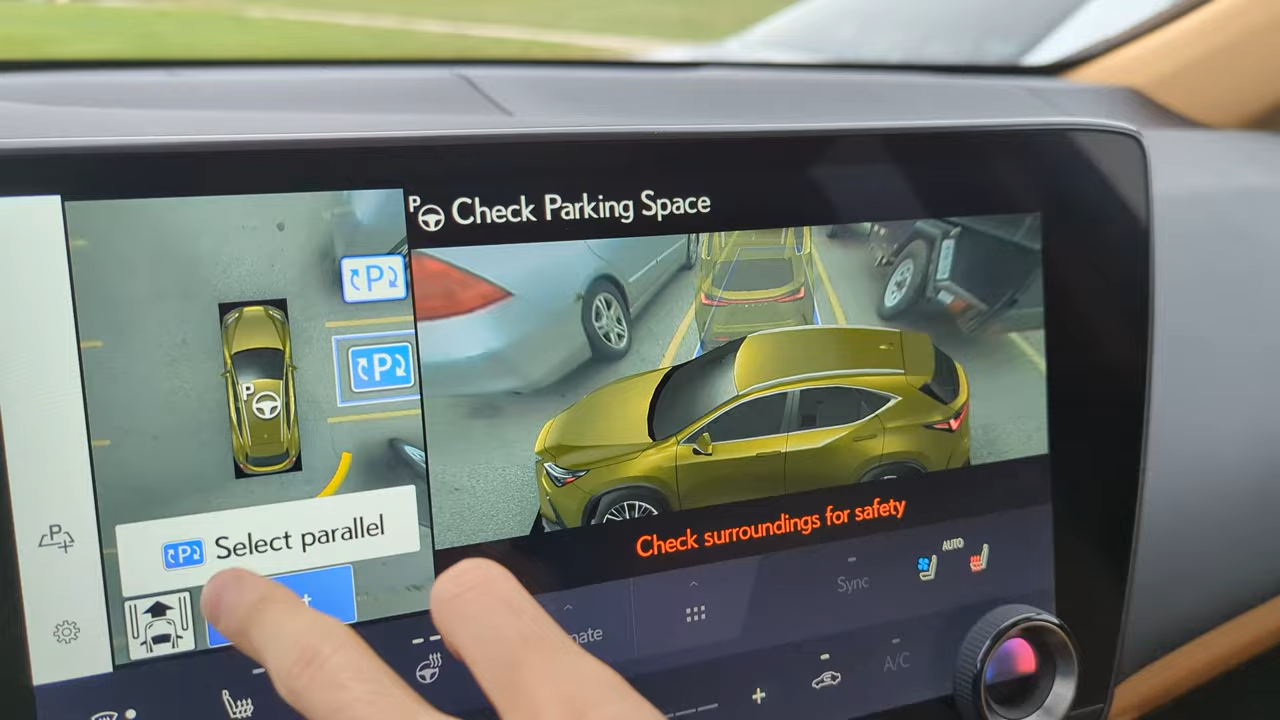 P
Check Parking Space
P
P
P
P
P
Select parallel
Check surroundings for safety
AUTO
Sync
A/C